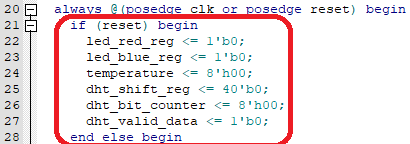 20 always @(posedge clk or posedge reset) begin
21 if (reset) begin
22 led_red_reg <= 1'b0;
23 led_blue_reg <= 1'b0;
24 temperature <= 8'h00;
25 dht_shift_reg <= 40'b0;
26 dht_bit_counter <= 8'h00;
27 dht_valid_data <= 1'b0;
28 end else begin